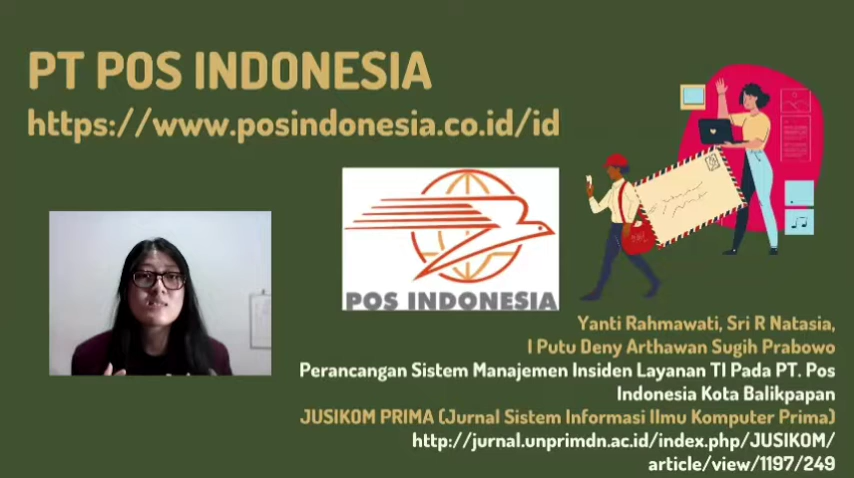 PT POS INDONESIA
https://www.posindonesia.co.id/id
POS INDONESIA
Yanti Rahmawati, Sri R Natasia,
I Putu Deny Arthawan Sugih Prabowo
Perancangan Sistem Manajemen Insiden Layanan TI Pada PT. Pos
Indonesia Kota Balikpapan
JUSIKOM PRIMA (Jurnal Sistem Informasi Ilmu Komputer Prima)
http://jurnal.unprimdn.ac.id/index.php/JUSIKOM/
article/view/1197/249